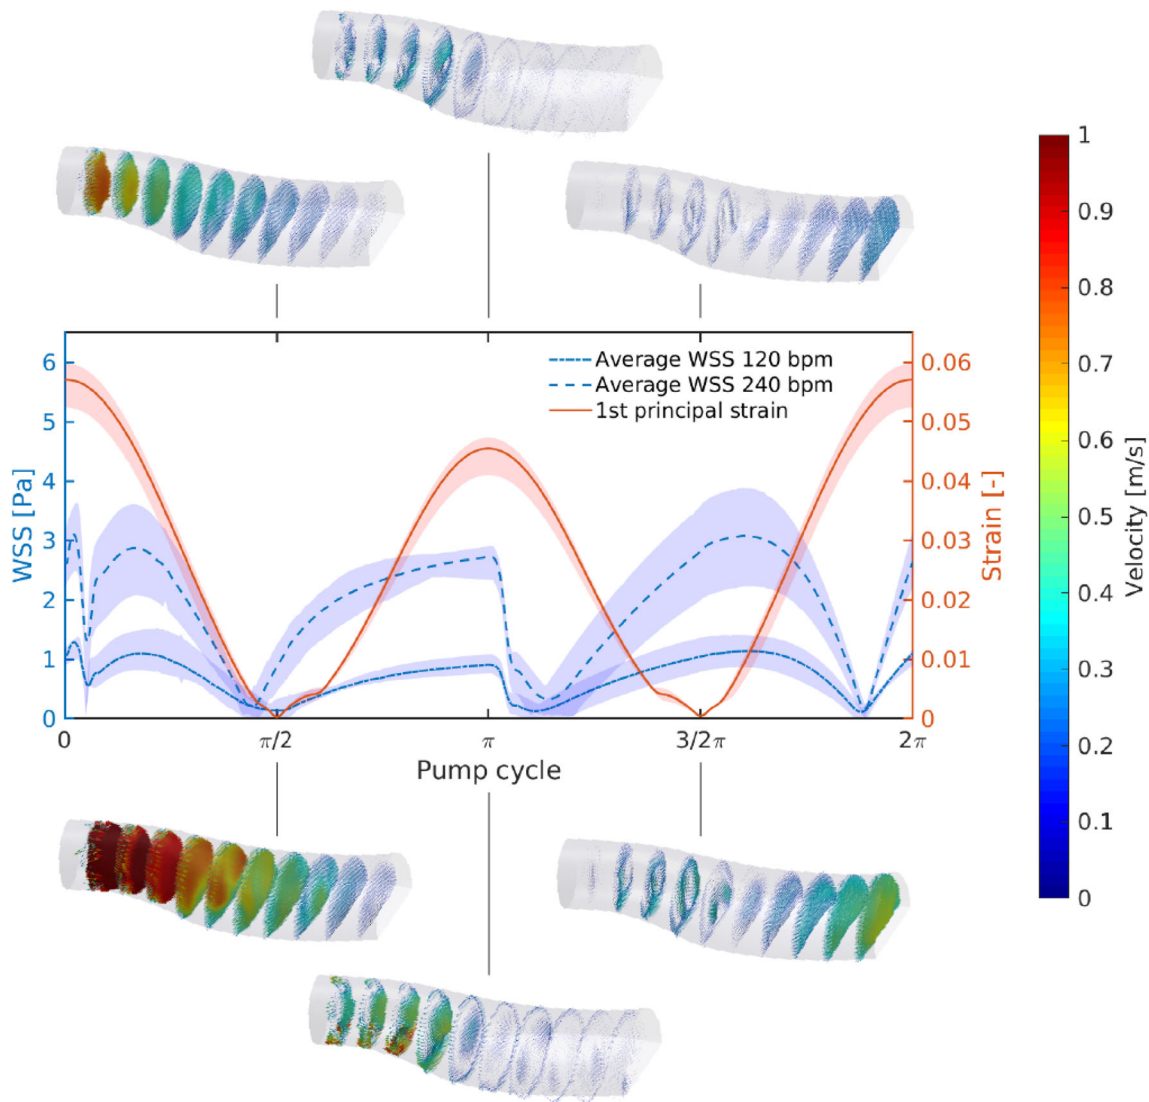 Average WSS 120 bpm
Average WSS 240 bpm
1st principal strain
WSS [Pa]
6
5
4
3
2
1
0
0.06
0.05
0.04
0.03
0.02
0.01
0
Strain [-]
0
π/2
π
3/2π
2π
Pump cycle
1
0.9
0.8
0.7
0.6
0.5
0.4
0.3
0.2
0.1
0
Velocity [m/s]